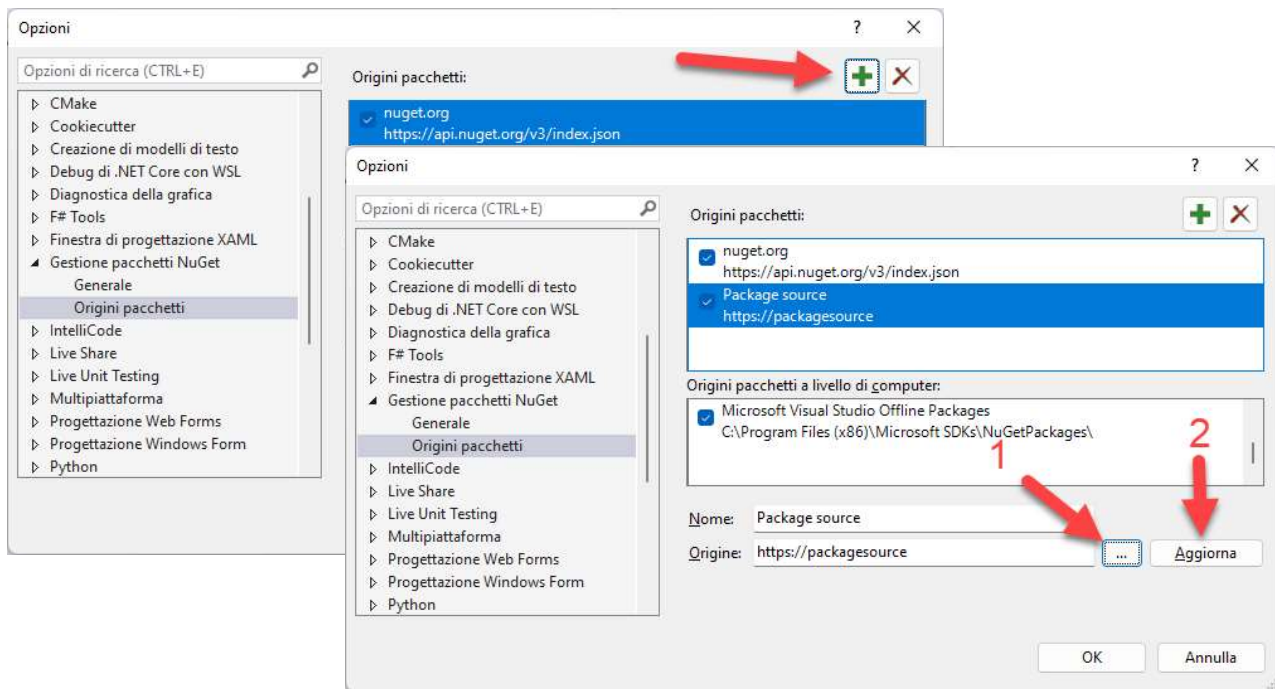 Opzioni
?
Opzioni di ricerca (CTRL+E)
CMake
Cookiecutter
Creazione di modelli di testo
Debug di .NET Core con WSL
Diagnostica della grafica
F# Tools
Finestra di progettazione XAML
Gestione pacchetti NuGet
Generale
Origini pacchetti
IntelliCode
Live Share
Live Unit Testing
Multipiattaforma
Progettazione Web Forms
Progettazione Windows Form
Python
Origini pacchetti:
nuget.org
https://api.nuget.org/v3/index.json
Opzioni
?
Opzioni di ricerca (CTRL+E)
CMake
Cookiecutter
Creazione di modelli di testo
Debug di .NET Core con WSL
Diagnostica della grafica
F# Tools
Finestra di progettazione XAML
Gestione pacchetti NuGet
Generale
Origini pacchetti
IntelliCode
Live Share
Live Unit Testing
Multipiattaforma
Progettazione Web Forms
Progettazione Windows Form
Python
Origini pacchetti:
nuget.org
https://api.nuget.org/v3/index.json
Package source
https://packagesource
Origini pacchetti a livello di computer:
Microsoft Visual Studio Offline Packages
C:\Program Files (x86)\Microsoft SDKs\NuGetPackages\
1
2
Nome: Package source
Origine: https://packagesource ... Aggiorna
OK Annulla